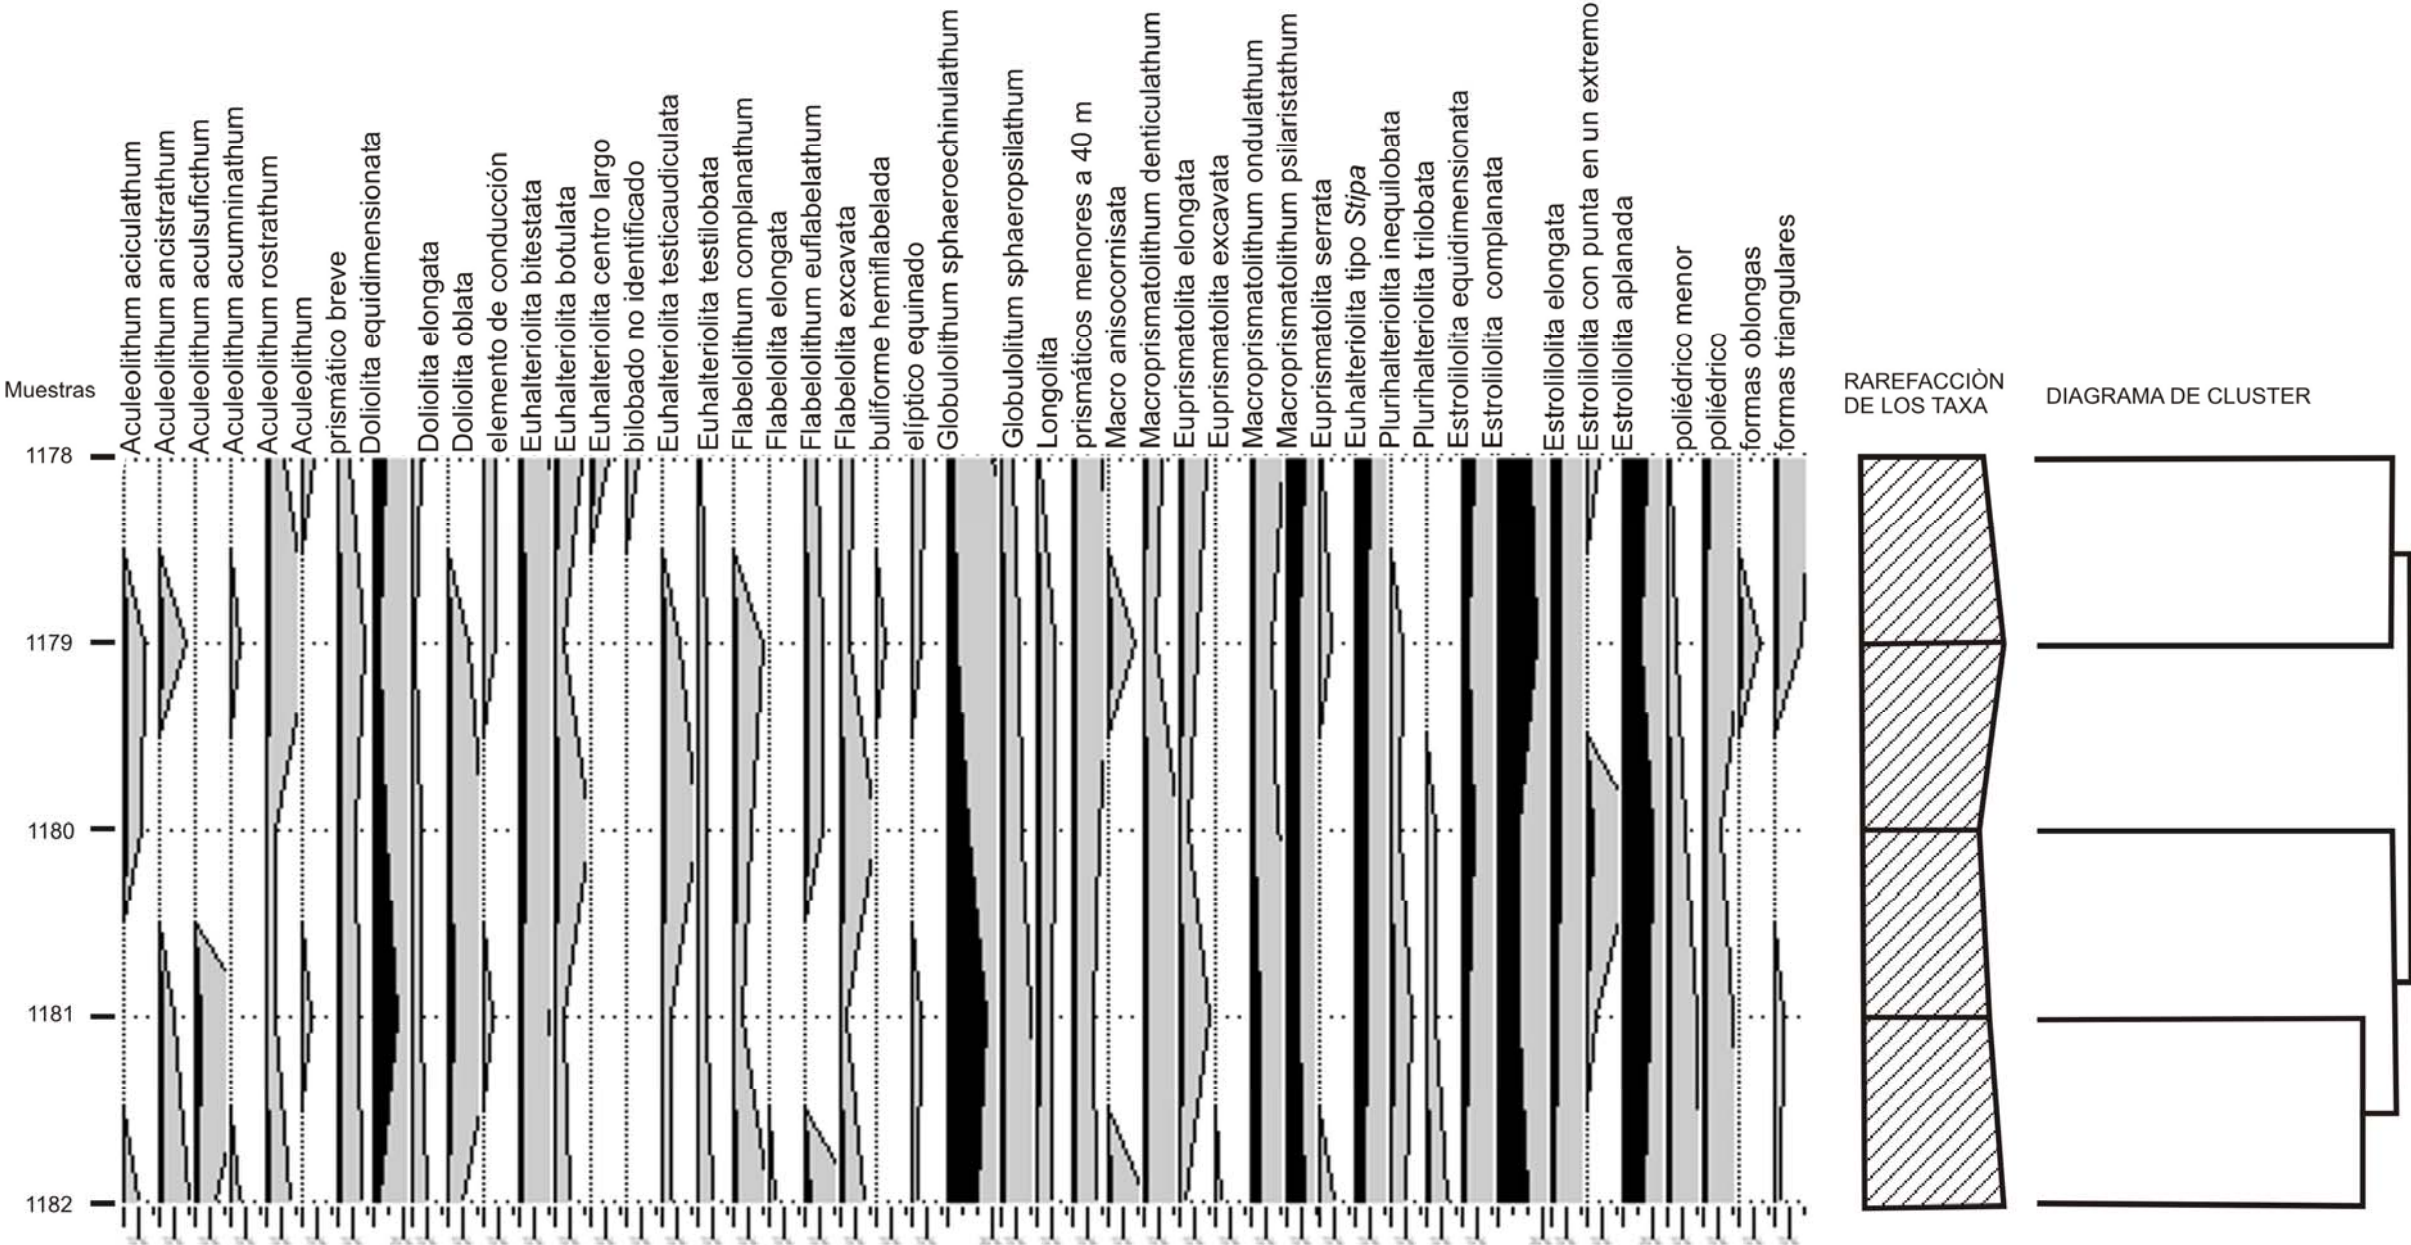 Aculeolithum aciculathum
Aculeolithum ancistrathum
Aculeolithum aculsuficthum
Aculeolithum acumninathum
Aculeolithum rostrathum
Aculeolithum
prismático breve
Doliolita equidimensionata
Doliolita elongata
Doliolita oblata
elemento de conducción
Euhalteriolita bitestata
Euhalteriolita botulata
Euhalteriolita centro largo
bilobado no identificado
Euhalteriolita testicaudiculata
Euhalteriolita testilobata
Flabelolithum complanathum
Flabelolita elongata
Flabelolithum euflabelathum
Flabelolita excavata
buliforme hemiflabelada
elíptico equinado
Globulolithum sphaeroechinulathum
Globulolitum sphaeropsilathum
Longolita
prismáticos menores a 40 m
Macro anisocornisata
Macroprismatolithum denticulathum
Euprismatolita elongata
Euprismatolita excavata
Macroprismatolithum ondulathum
Macroprismatolithum psilaristathum
Euprismatolita serrata
Euhalteriolita tipo Stipa
Plurihalteriolita inequilobata
Plurihalteriolita trilobata
Estrolilolita equidimensionata
Estrolilolita complanata
Estrolilolita elongata
Estrolilolita con punta en un extremo
Estrolilolita aplanada
poliédrico menor
poliédrico
formas oblongas
formas triangulares
Muestras
RAREFACCIÒN
DE LOS TAXA
DIAGRAMA DE CLUSTER
1178
1179
1180
1181
1182